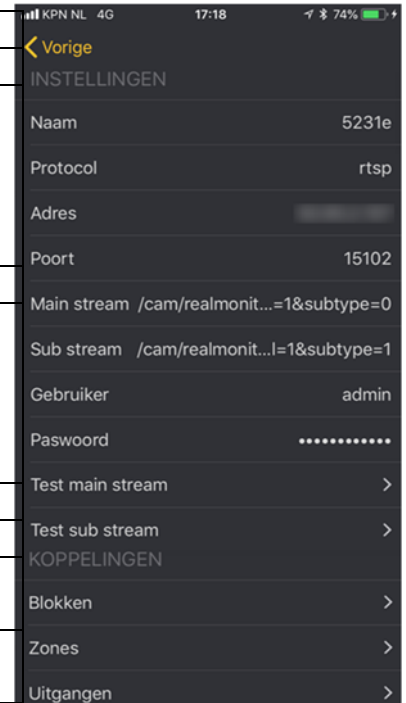 KPN NL 4G 17:18 74%
Vorige
INSTELLINGEN
Naam 5231e
Protocol rtsp
Adres
Poort 15102
Main stream /cam/realmonit...=1&subtype=0
Sub stream /cam/realmonit...l=1&subtype=1
Gebruiker admin
Paswoord ••••••••••••
Test main stream
Test sub stream
KOPPELINGEN
Blokken
Zones
Uitgangen